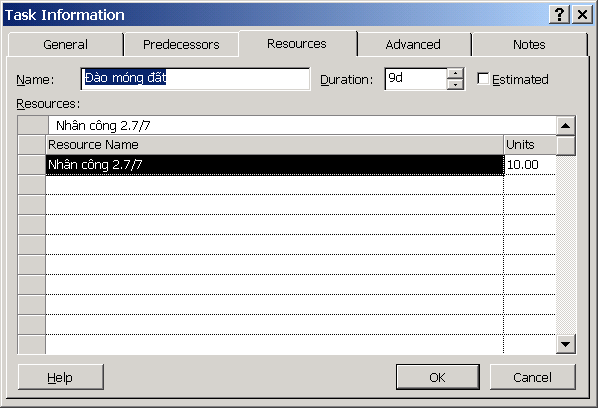 Task Information
General Predecessors Resources Advanced Notes
Name: Đào móng đất Duration: 9d Estimated
Resources:
Nhân công 2.7/7
Resource Name Units
Nhân công 2.7/7 10.00
Help OK Cancel